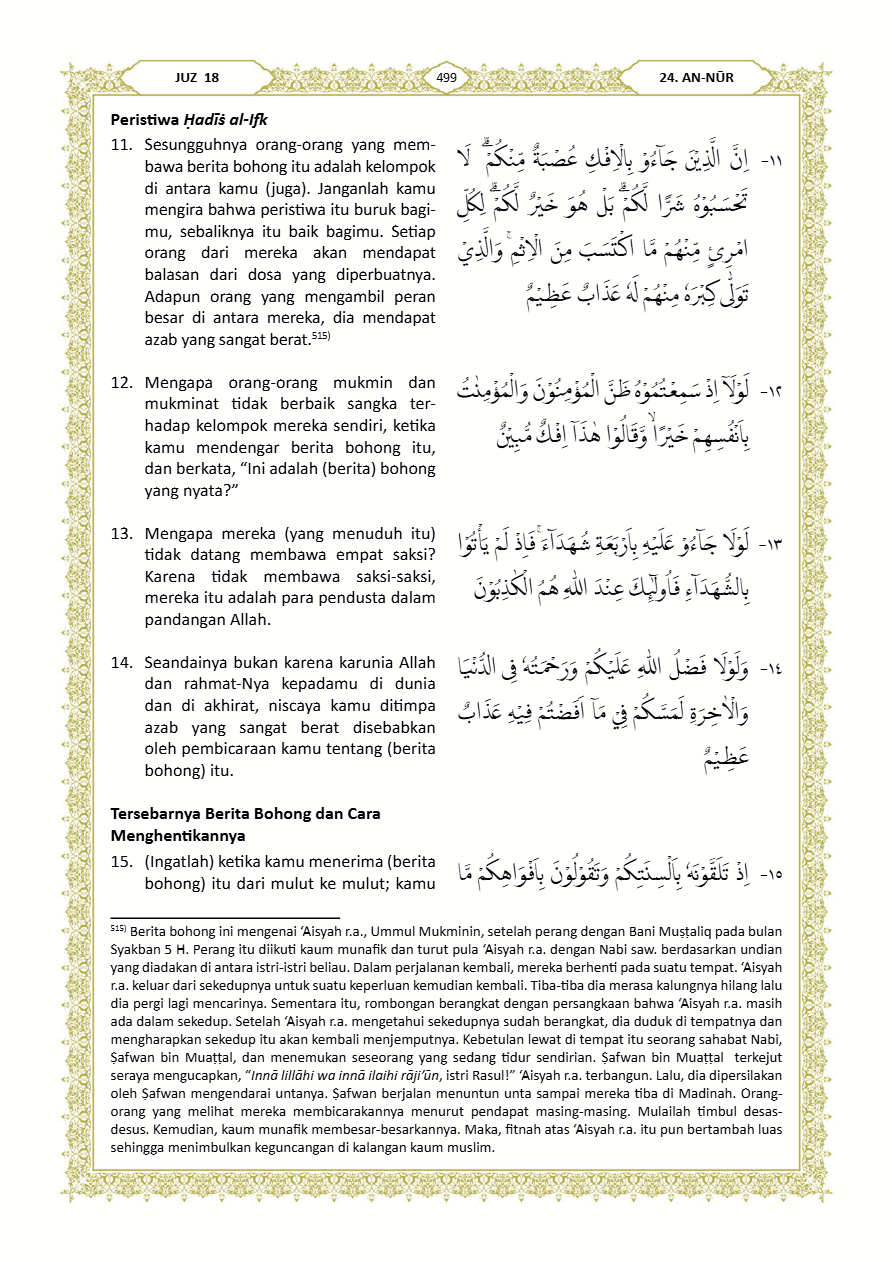 JUZ 18
499
24. AN-NŪR
Peristiwa Ḥadīṡ al-Ifk
11. Sesungguhnya orang-orang yang mem-
bawa berita bohong itu adalah kelompok
di antara kamu (juga). Janganlah kamu
mengira bahwa peristiwa itu buruk bagi-
mu, sebaliknya itu baik bagimu. Setiap
orang dari mereka akan mendapat
balasan dari dosa yang diperbuatnya.
Adapun orang yang mengambil peran
besar di antara mereka, dia mendapat
azab yang sangat berat.515)
١١- اِنَّ الَّذِيْنَ جَاۤءُوْ بِالْاِفْكِ عُصْبَةٌ مِّنْكُمْۗ لَا
تَحْسَبُوْهُ شَرًّا لَّكُمْۗ بَلْ هُوَ خَيْرٌ لَّكُمْۗ لِكُلِّ
امْرِئٍ مِّنْهُمْ مَّا اكْتَسَبَ مِنَ الْاِثْمِۚ وَالَّذِيْ
تَوَلّٰى كِبْرَهٗ مِنْهُمْ لَهٗ عَذَابٌ عَظِيْمٌ
12. Mengapa orang-orang mukmin dan
mukminat tidak berbaik sangka ter-
hadap kelompok mereka sendiri, ketika
kamu mendengar berita bohong itu,
dan berkata, “Ini adalah (berita) bohong
yang nyata?”
١٢- لَوْلَآ اِذْ سَمِعْتُمُوْهُ ظَنَّ الْمُؤْمِنُوْنَ وَالْمُؤْمِنٰتُ
بِاَنْفُسِهِمْ خَيْرًاۙ وَّقَالُوْا هٰذَآ اِفْكٌ مُّبِيْنٌ
13. Mengapa mereka (yang menuduh itu)
tidak datang membawa empat saksi?
Karena tidak membawa saksi-saksi,
mereka itu adalah para pendusta dalam
pandangan Allah.
١٣- لَوْلَا جَاۤءُوْ عَلَيْهِ بِاَرْبَعَةِ شُهَدَاۤءَۚ فَاِذْ لَمْ يَأْتُوْا
بِالشُّهَدَاۤءِ فَاُولٰۤىِٕكَ عِنْدَ اللّٰهِ هُمُ الْكٰذِبُوْنَ
14. Seandainya bukan karena karunia Allah
dan rahmat-Nya kepadamu di dunia
dan di akhirat, niscaya kamu ditimpa
azab yang sangat berat disebabkan
oleh pembicaraan kamu tentang (berita
bohong) itu.
١٤- وَلَوْلَا فَضْلُ اللّٰهِ عَلَيْكُمْ وَرَحْمَتُهٗ فِى الدُّنْيَا
وَالْاٰخِرَةِ لَمَسَّكُمْ فِيْ مَآ اَفَضْتُمْ فِيْهِ عَذَابٌ
عَظِيْمٌ
Tersebarnya Berita Bohong dan Cara
Menghentikannya
15. (Ingatlah) ketika kamu menerima (berita
bohong) itu dari mulut ke mulut; kamu
١٥- اِذْ تَلَقَّوْنَهٗ بِاَلْسِنَتِكُمْ وَتَقُوْلُوْنَ بِاَفْوَاهِكُمْ مَّا
515) Berita bohong ini mengenai ‘Aisyah r.a., Ummul Mukminin, setelah perang dengan Bani Muṣṭaliq pada bulan
Syakban 5 H. Perang itu diikuti kaum munafik dan turut pula ‘Aisyah r.a. dengan Nabi saw. berdasarkan undian
yang diadakan di antara istri-istri beliau. Dalam perjalanan kembali, mereka berhenti pada suatu tempat. ‘Aisyah
r.a. keluar dari sekedupnya untuk suatu keperluan kemudian kembali. Tiba-tiba dia merasa kalungnya hilang lalu
dia pergi lagi mencarinya. Sementara itu, rombongan berangkat dengan persangkaan bahwa ‘Aisyah r.a. masih
ada dalam sekedup. Setelah ‘Aisyah r.a. mengetahui sekedupnya sudah berangkat, dia duduk di tempatnya dan
mengharapkan sekedup itu akan kembali menjemputnya. Kebetulan lewat di tempat itu seorang sahabat Nabi,
Ṣafwan bin Muaṭṭal, dan menemukan seseorang yang sedang tidur sendirian. Ṣafwan bin Muaṭṭal terkejut
seraya mengucapkan, “Innā lillāhi wa innā ilaihi rāji’ūn, istri Rasul!” ‘Aisyah r.a. terbangun. Lalu, dia dipersilakan
oleh Ṣafwan mengendarai untanya. Ṣafwan berjalan menuntun unta sampai mereka tiba di Madinah. Orang-
orang yang melihat mereka membicarakannya menurut pendapat masing-masing. Mulailah timbul desas-
desus. Kemudian, kaum munafik membesar-besarkannya. Maka, fitnah atas ‘Aisyah r.a. itu pun bertambah luas
sehingga menimbulkan keguncangan di kalangan kaum muslim.